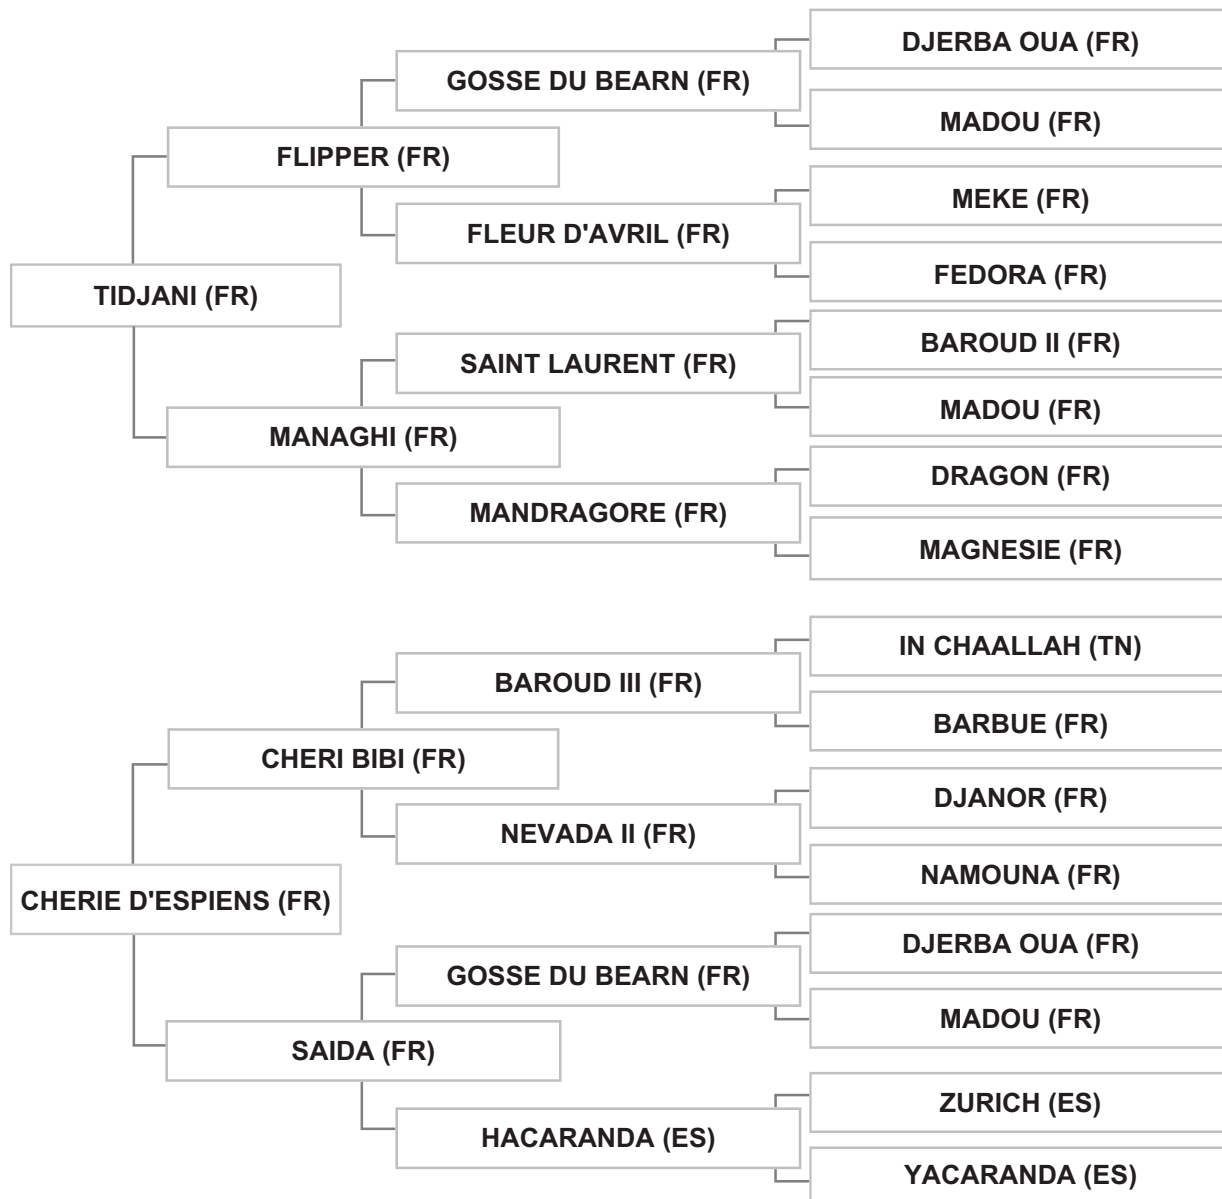 DJERBA OUA (FR)
GOSSE DU BEARN (FR)
MADOU (FR)
FLIPPER (FR)
MEKE (FR)
FLEUR D'AVRIL (FR)
FEDORA (FR)
TIDJANI (FR)
BAROUD II (FR)
SAINT LAURENT (FR)
MADOU (FR)
MANAGHI (FR)
DRAGON (FR)
MANDRAGORE (FR)
MAGNESIE (FR)
IN CHAALLAH (TN)
BAROUD III (FR)
BARBUE (FR)
CHERI BIBI (FR)
DJANOR (FR)
NEVADA II (FR)
NAMOUNA (FR)
CHERIE D'ESPIENS (FR)
DJERBA OUA (FR)
GOSSE DU BEARN (FR)
MADOU (FR)
SAIDA (FR)
ZURICH (ES)
HACARANDA (ES)
YACARANDA (ES)